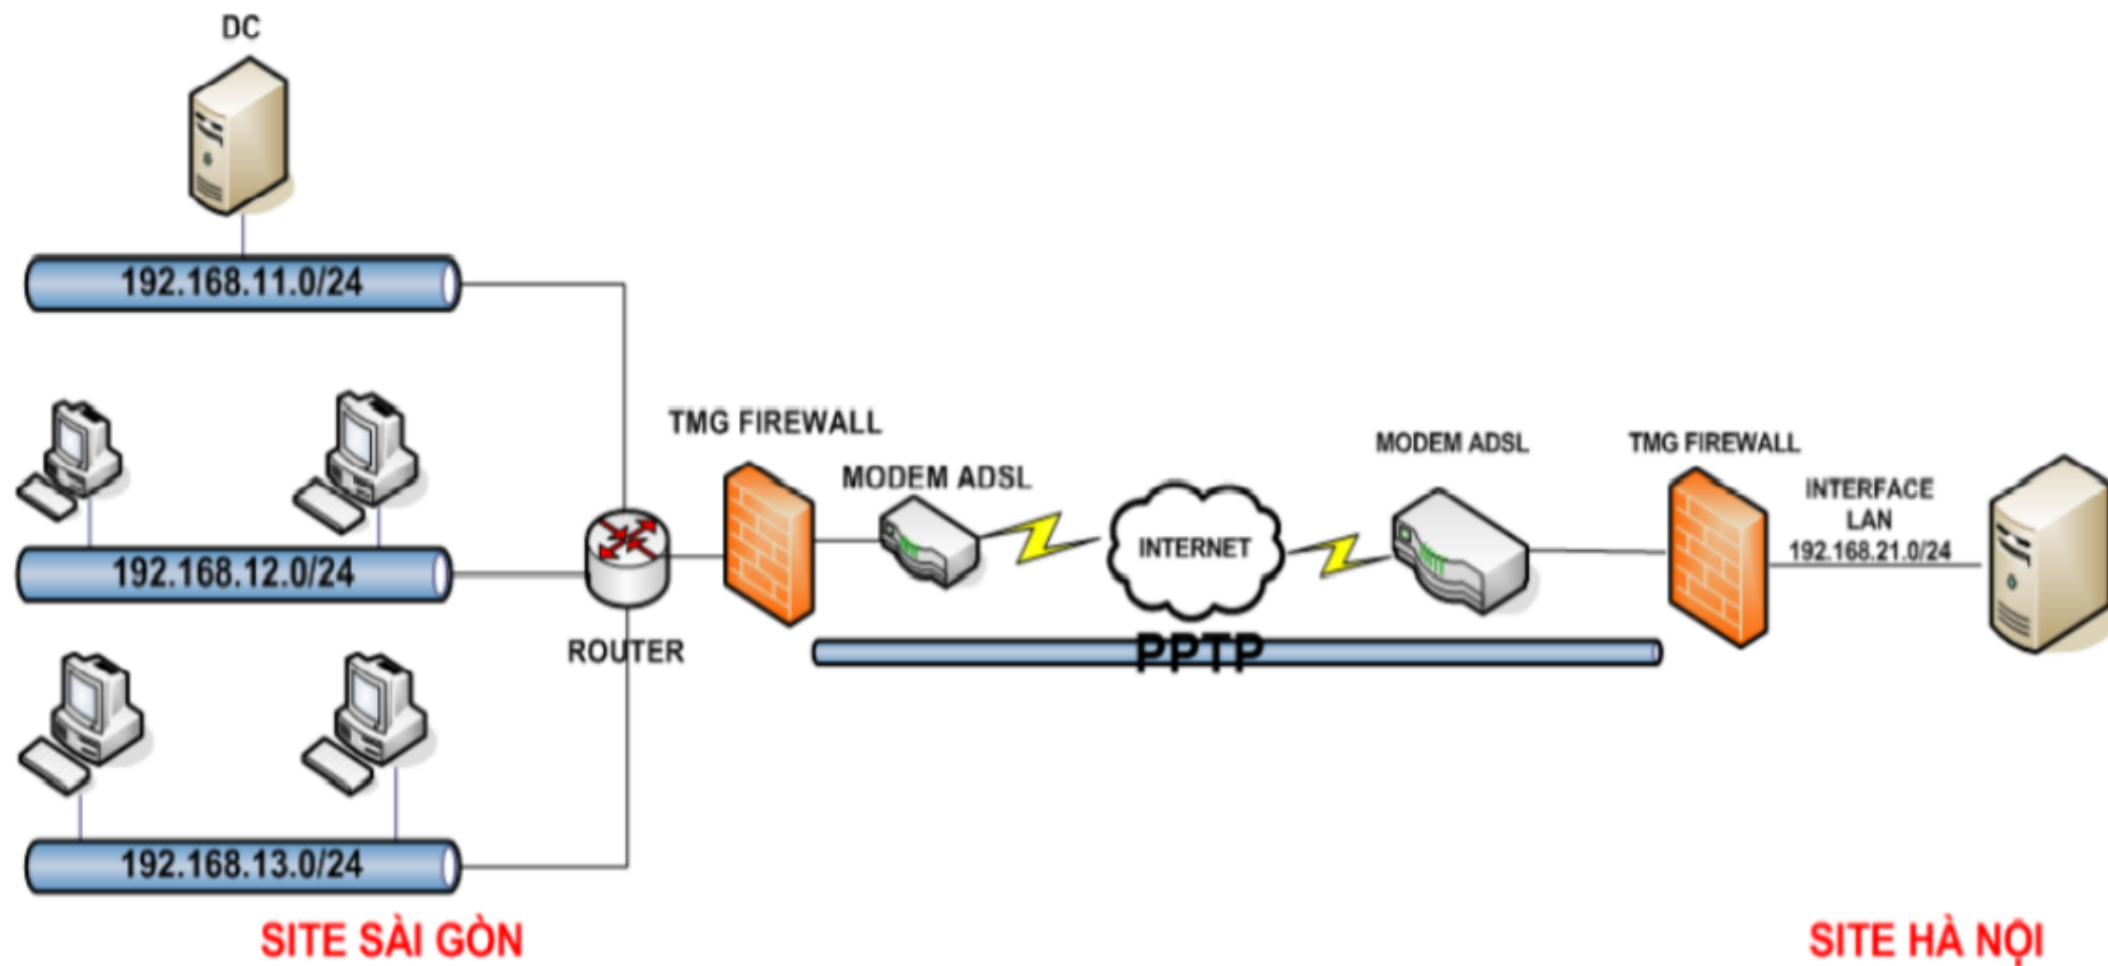 DC
192.168.11.0/24
TMG FIREWALL
MODEM ADSL
MODEM ADSL
TMG FIREWALL
INTERFACE
LAN
192.168.21.0/24
INTERNET
192.168.12.0/24
ROUTER
PPTP
192.168.13.0/24
SITE SÀI GÒN
SITE HÀ NỘI